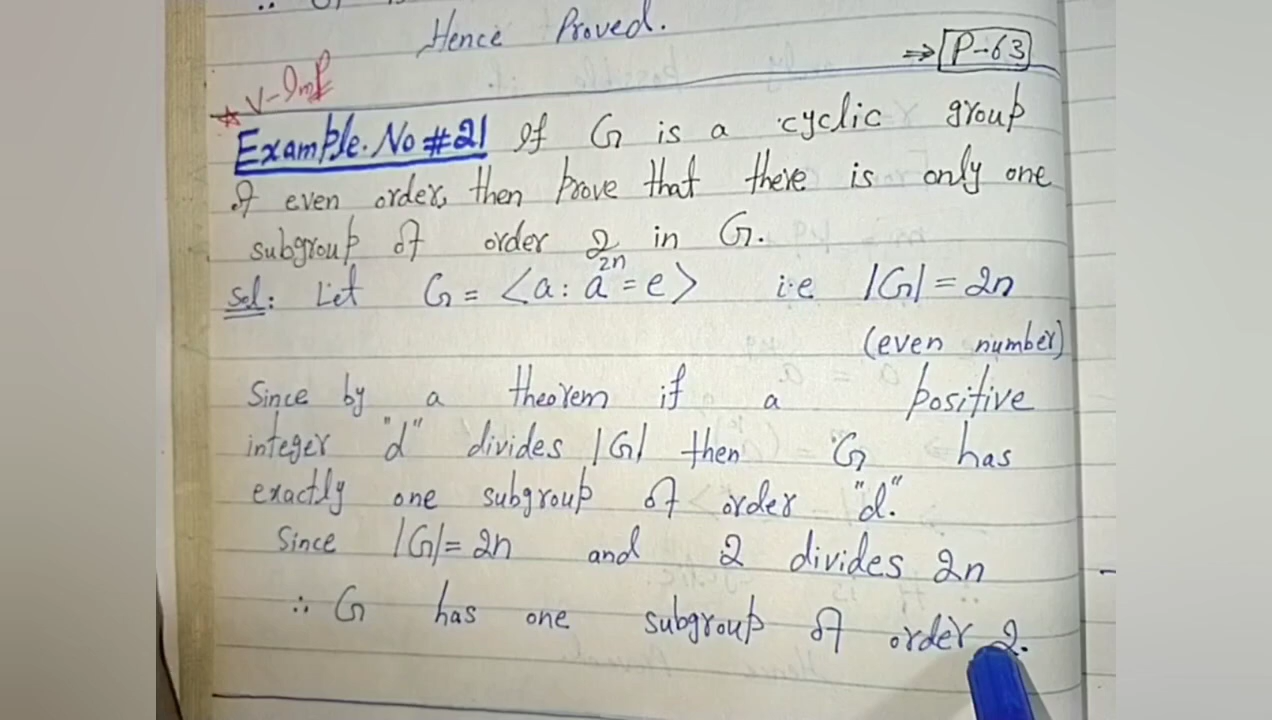 Hence Proved.
⇒ P-63
* V-Imp
Example. No #21 If G is a cyclic group
of even order, then prove that there is only one
subgroup of order 2 in G.
Sol: Let G = <a : a²ⁿ = e> i.e |G| = 2n
(even number)
Since by a theorem if a positive
integer "d" divides |G| then G has
exactly one subgroup of order "d".
Since |G| = 2n and 2 divides 2n
∴ G has one subgroup of order 2.